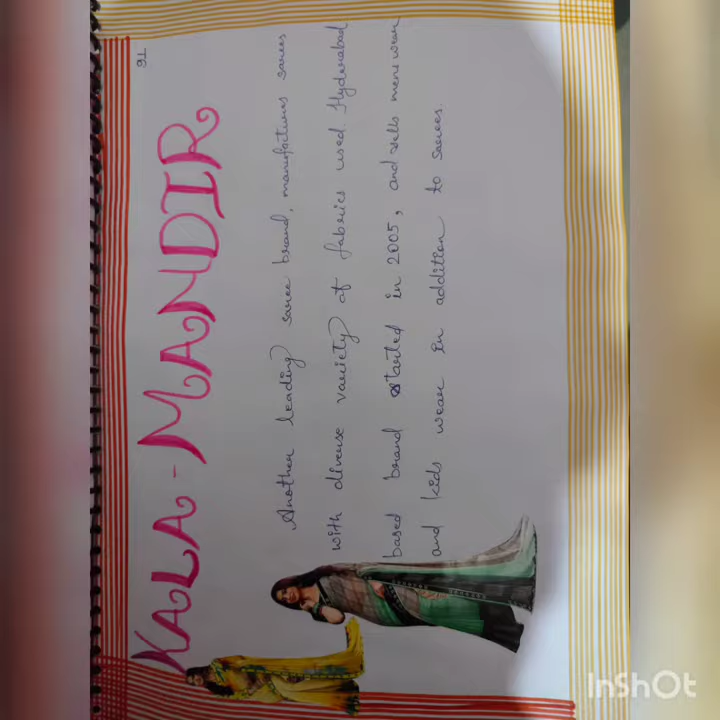 91
KALA-MANDIR
Another leading saree brand, manufactures sarees
with diverse variety of fabrics used. Hyderabad
based brand started in 2005, and sells mens wear
and kids wear in addition to sarees.
InShOt